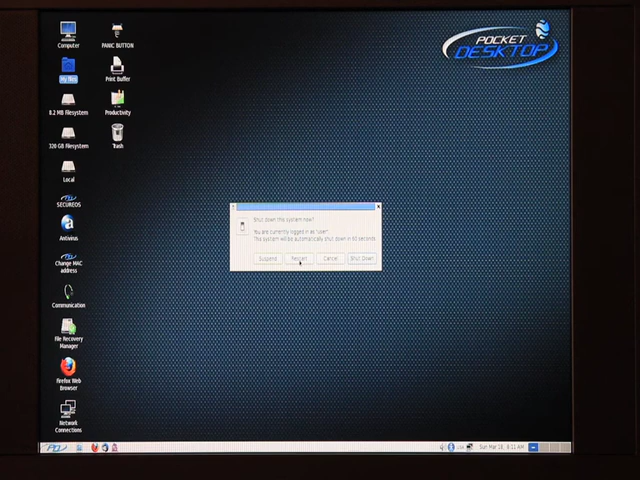 Computer
PANIC BUTTON
My files
Print Buffer
8.2 MB Filesystem
Productivity
320 GB Filesystem
Trash
Local
SECUREOS
Antivirus
Change MAC
address
Communication
File Recovery
Manager
Firefox Web
Browser
Network
Connections
POCKET
DESKTOP
Shut down this system now?
You are currently logged in as "user".
The system will be automatically shut down in 60 seconds.
Suspend
Restart
Cancel
Shut Down
Sun Mar 16, 6:11 AM